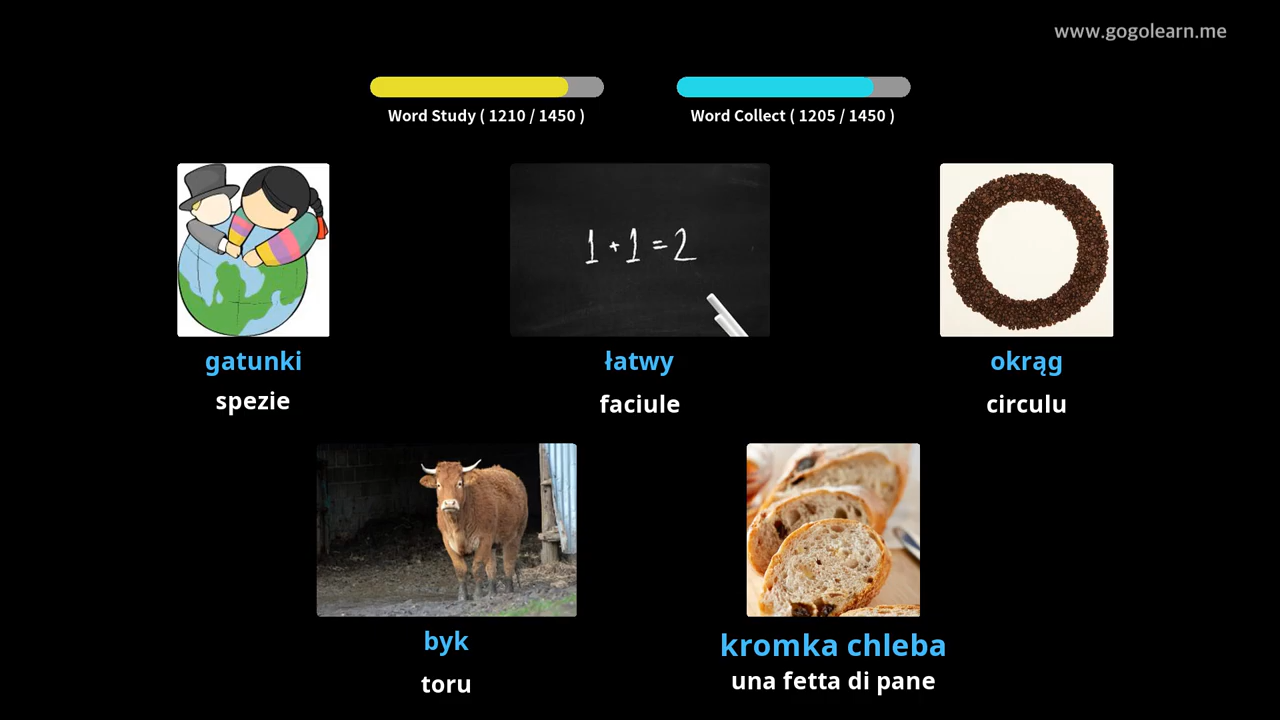 www.gogolearn.me
Word Study ( 1210 / 1450 )
Word Collect ( 1205 / 1450 )
1 + 1 = 2
gatunki
łatwy
okrąg
spezie
faciule
circulu
byk
kromka chleba
toru
una fetta di pane